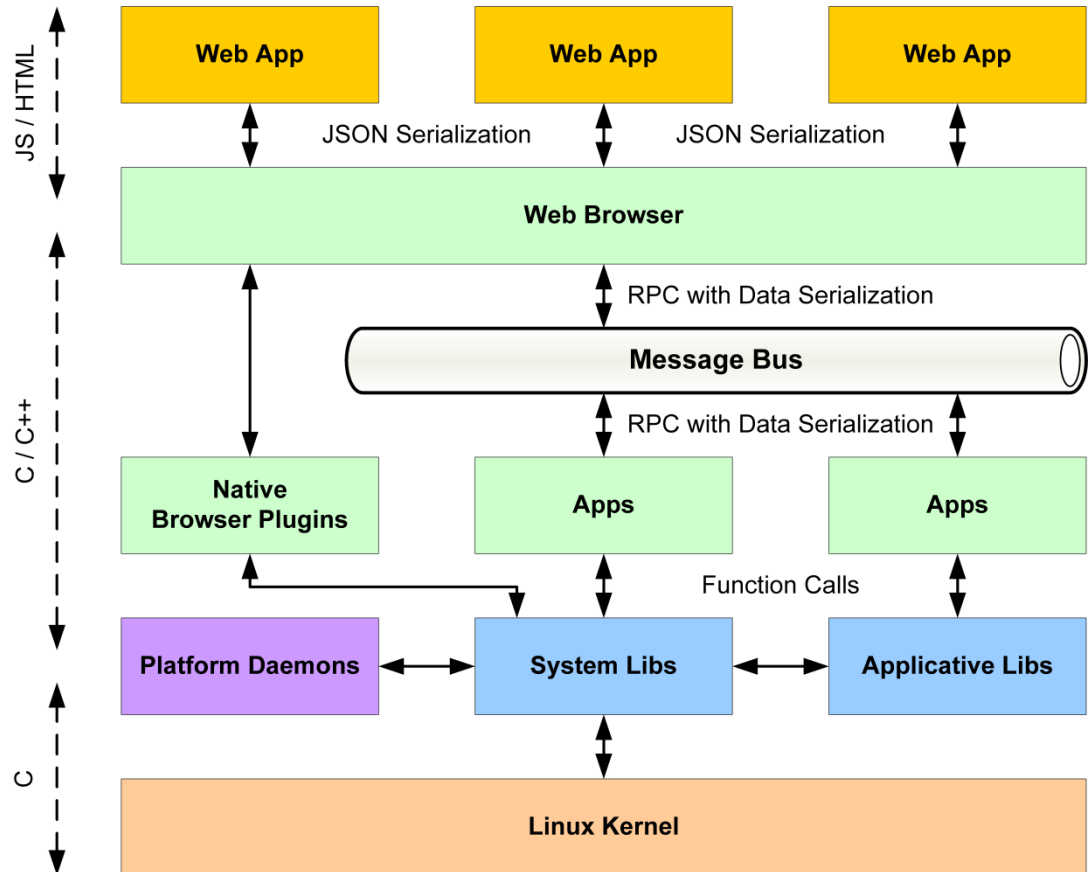 JS / HTML
Web App
Web App
Web App
JSON Serialization
JSON Serialization
Web Browser
C / C++
RPC with Data Serialization
Message Bus
RPC with Data Serialization
Native
Browser Plugins
Apps
Apps
Function Calls
Platform Daemons
System Libs
Applicative Libs
C
Linux Kernel